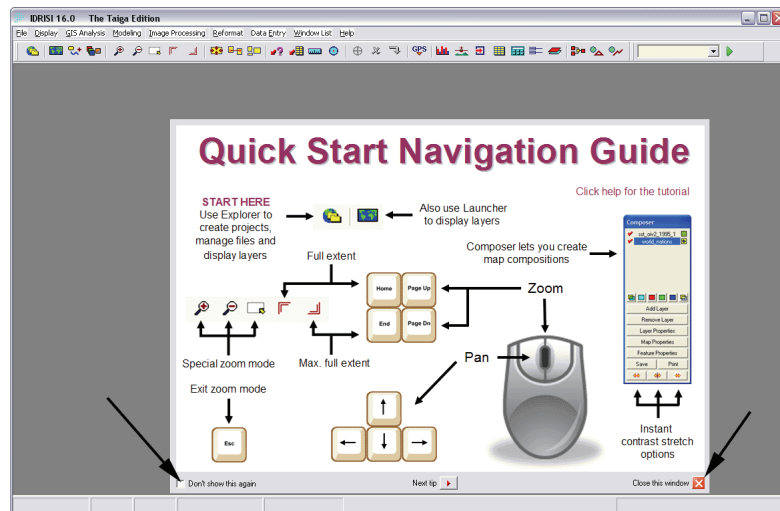 IDRISI 16.0 The Taiga Edition
File Display GIS Analysis Modeling Image Processing Reformat Data Entry Window List Help
GPS
Quick Start Navigation Guide
Click help for the tutorial
START HERE
Use Explorer to
create projects,
manage files and
display layers
Also use Launcher
to display layers
Composer lets you create
map compositions
Full extent
Home
Page Up
End
Page Dn
Zoom
Special zoom mode
Max. full extent
Pan
Exit zoom mode
Esc
Composer
world_nations
Add Layer
Remove Layer
Layer Properties
Map Properties
Feature Properties
Save Print
Instant
contrast stretch
options
Don't show this again
Next tip
Close this window